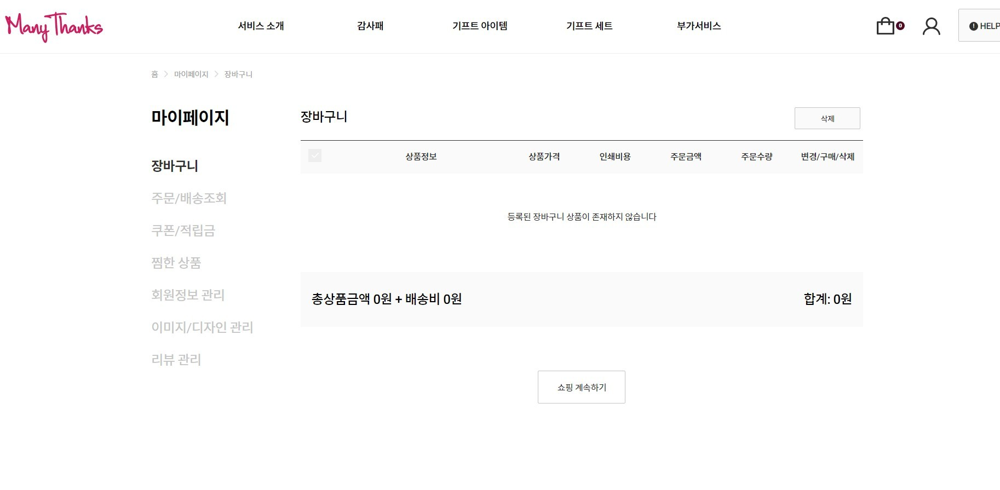 Many Thanks
서비스 소개
감사패
기프트 아이템
기프트 세트
부가서비스
0
HELP
홈 > 마이페이지 > 장바구니
마이페이지
장바구니
주문/배송조회
쿠폰/적립금
찜한 상품
회원정보 관리
이미지/디자인 관리
리뷰 관리
장바구니
삭제
상품정보 상품가격 인쇄비용 주문금액 주문수량 변경/구매/삭제
등록된 장바구니 상품이 존재하지 않습니다
총상품금액 0원 + 배송비 0원
합계: 0원
쇼핑 계속하기